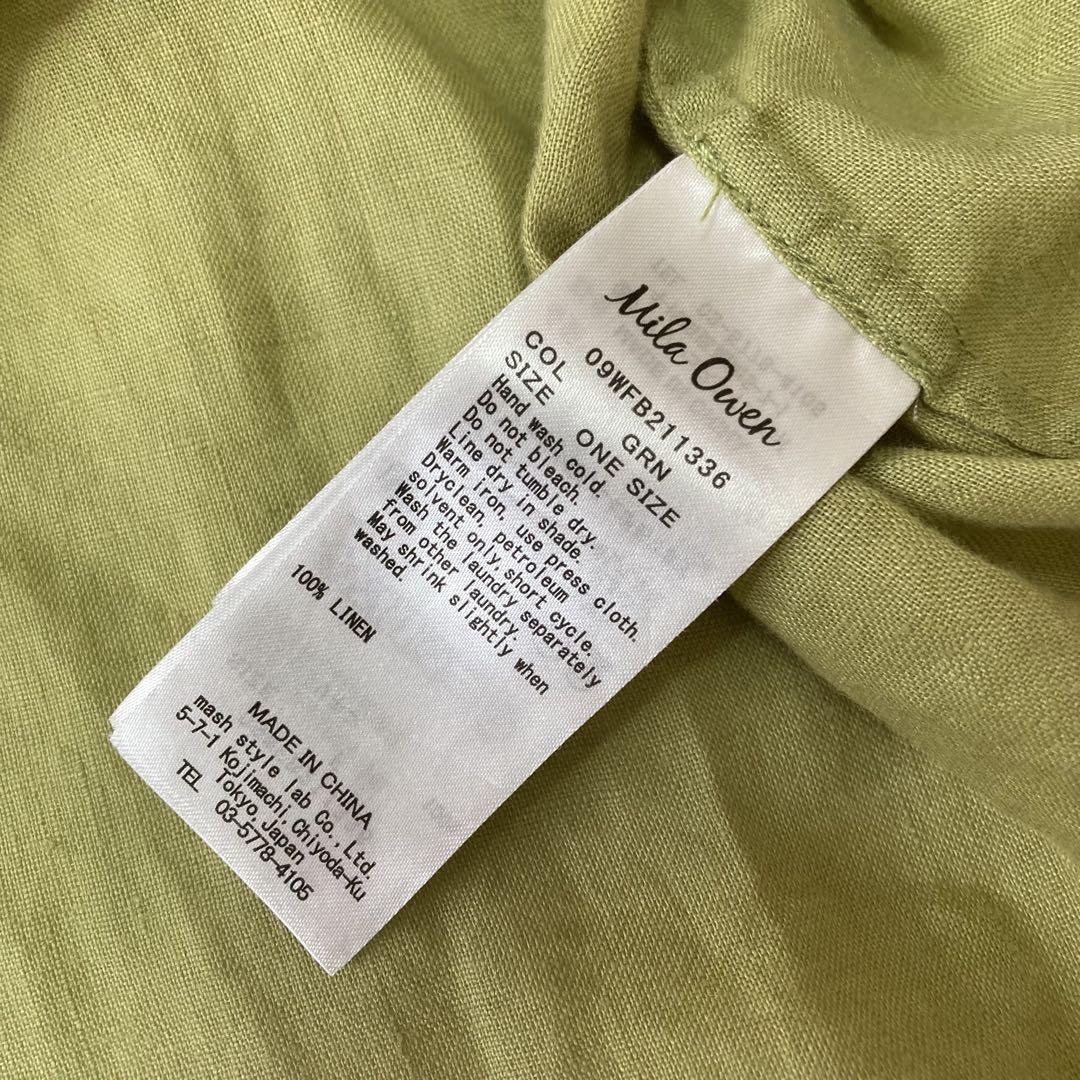 Mila Owen
09WFB211336
COL GRN
SIZE ONE SIZE
Hand wash cold.
Do not bleach.
Do not tumble dry.
Line dry in shade.
Warm iron, use press cloth.
Dryclean, petroleum
solvent only, short cycle.
Wash the laundry separately
from other laundry.
May shrink slightly when
washed.
100% LINEN
MADE IN CHINA
mash style lab Co., Ltd.
5-7-1 Kojimachi, Chiyoda-Ku
Tokyo, Japan
TEL 03-5778-4105